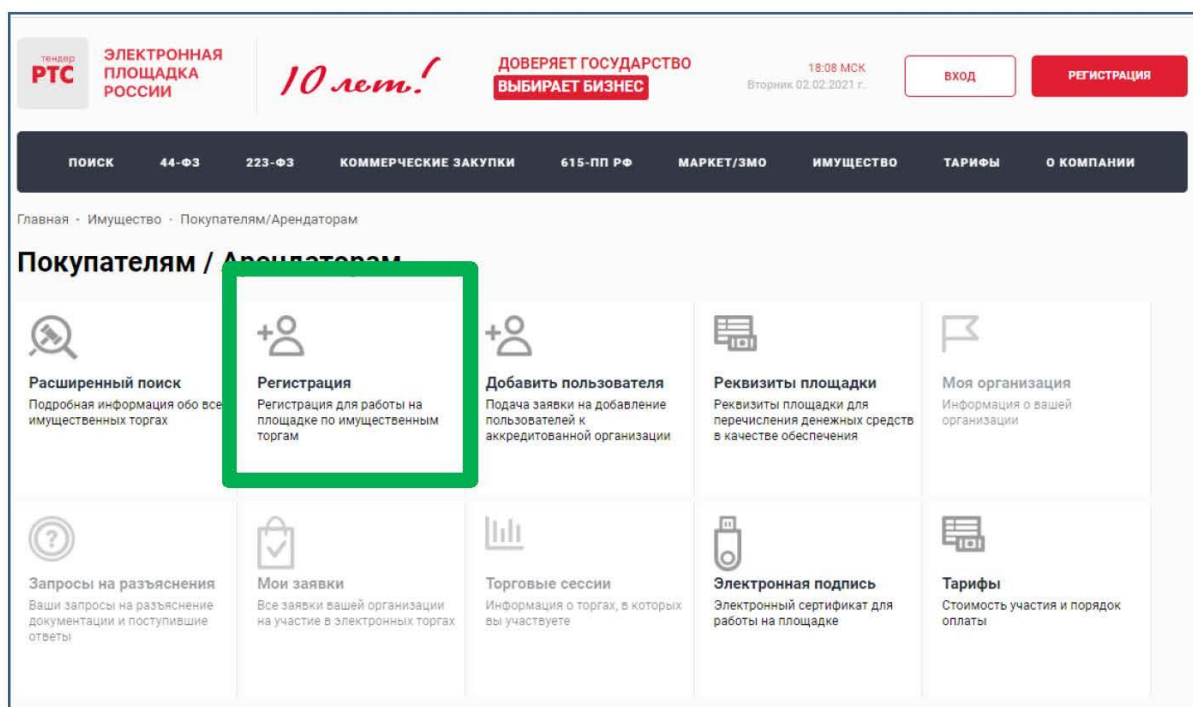 тендер
РТС
ЭЛЕКТРОННАЯ
ПЛОЩАДКА
РОССИИ
10 лет!
ДОВЕРЯЕТ ГОСУДАРСТВО
ВЫБИРАЕТ БИЗНЕС
18:08 МСК
Вторник 02.02.2021 г.
ВХОД
РЕГИСТРАЦИЯ
ПОИСК 44-ФЗ 223-ФЗ КОММЕРЧЕСКИЕ ЗАКУПКИ 615-ПП РФ МАРКЕТ/ЗМО ИМУЩЕСТВО ТАРИФЫ О КОМПАНИИ
Главная · Имущество · Покупателям/Арендаторам
Покупателям / Арендаторам
Расширенный поиск
Подробная информация обо все
имущественных торгах
Регистрация
Регистрация для работы на
площадке по имущественным
торгам
Добавить пользователя
Подача заявки на добавление
пользователей к
аккредитованной организации
Реквизиты площадки
Реквизиты площадки для
перечисления денежных средств
в качестве обеспечения
Моя организация
Информация о вашей
организации
Запросы на разъяснения
Ваши запросы на разъяснение
документации и поступившие
ответы
Мои заявки
Все заявки вашей организации
на участие в электронных торгах
Торговые сессии
Информация о торгах, в которых
вы участвуете
Электронная подпись
Электронный сертификат для
работы на площадке
Тарифы
Стоимость участия и порядок
оплаты